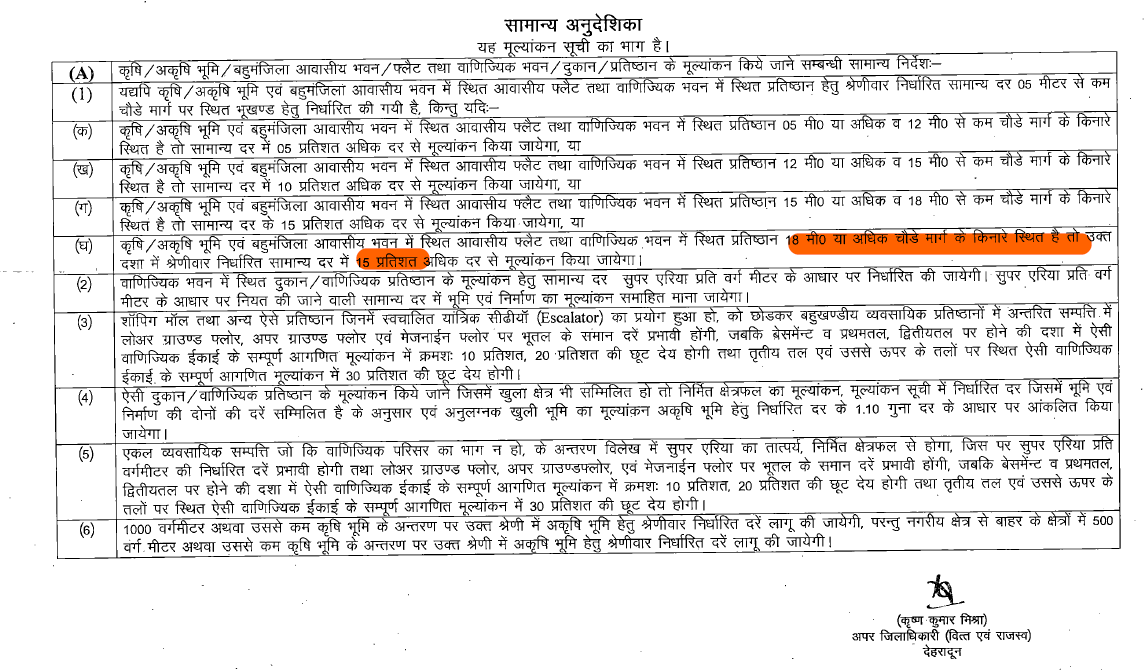 सामान्य अनुदेशिका
यह मूल्यांकन सूची का भाग है।
(A) कृषि/अकृषि भूमि/बहुमंजिला आवासीय भवन/फ्लैट तथा वाणिज्यिक भवन/दुकान/प्रतिष्ठान के मूल्यांकन किये जाने सम्बन्धी सामान्य निर्देशः–
(1) यद्यपि कृषि/अकृषि भूमि एवं बहुमंजिला आवासीय भवन में स्थित आवासीय फ्लैट तथा वाणिज्यिक भवन में स्थित प्रतिष्ठान हेतु श्रेणीवार निर्धारित सामान्य दर 05 मीटर से कम
चौडे मार्ग पर स्थित भूखण्ड हेतु निर्धारित की गयी है, किन्तु यदिः–
(क) कृषि/अकृषि भूमि एवं बहुमंजिला आवासीय भवन में स्थित आवासीय फ्लैट तथा वाणिज्यिक भवन में स्थित प्रतिष्ठान 05 मी0 या अधिक व 12 मी0 से कम चौडे मार्ग के किनारे
स्थित है तो सामान्य दर में 05 प्रतिशत अधिक दर से मूल्यांकन किया जायेगा, या
(ख) कृषि/अकृषि भूमि एवं बहुमंजिला आवासीय भवन में स्थित आवासीय फ्लैट तथा वाणिज्यिक भवन में स्थित प्रतिष्ठान 12 मी0 या अधिक व 15 मी0 से कम चौडे मार्ग के किनारे
स्थित है तो सामान्य दर में 10 प्रतिशत अधिक दर से मूल्यांकन किया जायेगा, या
(ग) कृषि/अकृषि भूमि एवं बहुमंजिला आवासीय भवन में स्थित आवासीय फ्लैट तथा वाणिज्यिक भवन में स्थित प्रतिष्ठान 15 मी0 या अधिक व 18 मी0 से कम चौडे मार्ग के किनारे
स्थित है तो सामान्य दर के 15 प्रतिशत अधिक दर से मूल्यांकन किया जायेगा, या
(घ) कृषि/अकृषि भूमि एवं बहुमंजिला आवासीय भवन में स्थित आवासीय फ्लैट तथा वाणिज्यिक भवन में स्थित प्रतिष्ठान 18 मी0 या अधिक चौडे मार्ग के किनारे स्थित है तो उक्त
दशा में श्रेणीवार निर्धारित सामान्य दर में 15 प्रतिशत अधिक दर से मूल्यांकन किया जायेगा।
(2) वाणिज्यिक भवन में स्थित दुकान/वाणिज्यिक प्रतिष्ठान के मूल्यांकन हेतु सामान्य दर सुपर एरिया प्रति वर्ग मीटर के आधार पर निर्धारित की जायेगी। सुपर एरिया प्रति वर्ग
मीटर के आधार पर नियत की जाने वाली सामान्य दर में भूमि एवं निर्माण का मूल्यांकन समाहित माना जायेगा।
(3) शॉपिंग मॉल तथा अन्य ऐसे प्रतिष्ठान जिनमें स्वचालित यांत्रिक सीढीयाँ (Escalator) का प्रयोग हुआ हो, को छोडकर बहुखण्डीय व्यवसायिक प्रतिष्ठानों में अन्तरित सम्पत्ति में
लोअर ग्राउण्ड फ्लोर, अपर ग्राउण्ड फ्लोर एवं मेजनाईन फ्लोर पर भूतल के समान दरें प्रभावी होंगी, जबकि बेसमेन्ट व प्रथमतल, द्वितीयतल पर होने की दशा में ऐसी
वाणिज्यिक ईकाई के सम्पूर्ण आगणित मूल्यांकन में क्रमशः 10 प्रतिशत, 20 प्रतिशत की छूट देय होगी तथा तृतीय तल एवं उससे ऊपर के तलों पर स्थित ऐसी वाणिज्यिक
ईकाई के सम्पूर्ण आगणित मूल्यांकन में 30 प्रतिशत की छूट देय होगी।
(4) ऐसी दुकान/वाणिज्यिक प्रतिष्ठान के मूल्यांकन किये जाने जिसमें खुला क्षेत्र भी सम्मिलित हो तो निर्मित क्षेत्रफल का मूल्यांकन, मूल्यांकन सूची में निर्धारित दर जिसमें भूमि एवं
निर्माण की दोनों की दरें सम्मिलित है के अनुसार एवं अनुलग्नक खुली भूमि का मूल्यांकन अकृषि भूमि हेतु निर्धारित दर के 1.10 गुना दर के आधार पर आंकलित किया
जायेगा।
(5) एकल व्यवसायिक सम्पत्ति जो कि वाणिज्यिक परिसर का भाग न हो, के अन्तरण विलेख में सुपर एरिया का तात्पर्य, निर्मित क्षेत्रफल से होगा, जिस पर सुपर एरिया प्रति
वर्गमीटर की निर्धारित दरें प्रभावी होगी तथा लोअर ग्राउण्ड फ्लोर, अपर ग्राउण्डफ्लोर, एवं मेजनाईन फ्लोर पर भूतल के समान दरें प्रभावी होंगी, जबकि बेसमेन्ट व प्रथमतल,
द्वितीयतल पर होने की दशा में ऐसी वाणिज्यिक ईकाई के सम्पूर्ण आगणित मूल्यांकन में क्रमशः 10 प्रतिशत, 20 प्रतिशत की छूट देय होगी तथा तृतीय तल एवं उससे ऊपर के
तलों पर स्थित ऐसी वाणिज्यिक ईकाई के सम्पूर्ण आगणित मूल्यांकन में 30 प्रतिशत की छूट देय होगी।
(6) 1000 वर्गमीटर अथवा उससे कम कृषि भूमि के अन्तरण पर उक्त श्रेणी में अकृषि भूमि हेतु श्रेणीवार निर्धारित दरें लागू की जायेगी, परन्तु नगरीय क्षेत्र से बाहर के क्षेत्रों में 500
वर्ग मीटर अथवा उससे कम कृषि भूमि के अन्तरण पर उक्त श्रेणी में अकृषि भूमि हेतु श्रेणीवार निर्धारित दरें लागू की जायेगी।
(कृष्ण कुमार मिश्रा)
अपर जिलाधिकारी (वित्त एवं राजस्व)
देहरादून